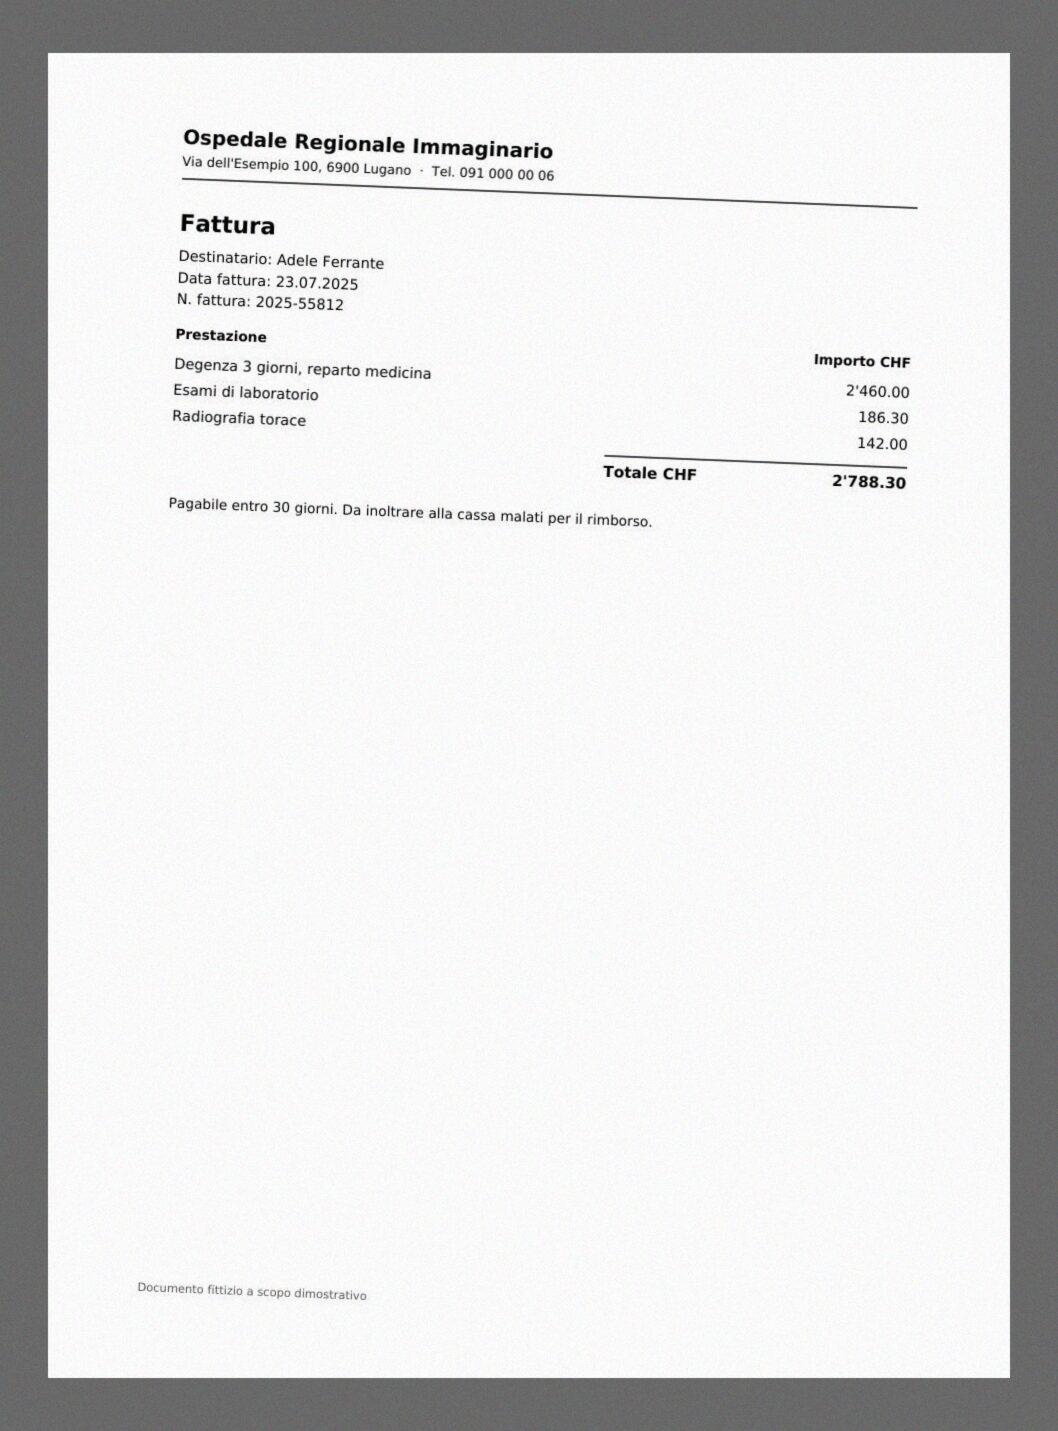 Ospedale Regionale Immaginario
Via dell'Esempio 100, 6900 Lugano · Tel. 091 000 00 06
Fattura
Destinatario: Adele Ferrante
Data fattura: 23.07.2025
N. fattura: 2025-55812
Prestazione Importo CHF
Degenza 3 giorni, reparto medicina 2'460.00
Esami di laboratorio 186.30
Radiografia torace 142.00
Totale CHF 2'788.30
Pagabile entro 30 giorni. Da inoltrare alla cassa malati per il rimborso.
Documento fittizio a scopo dimostrativo